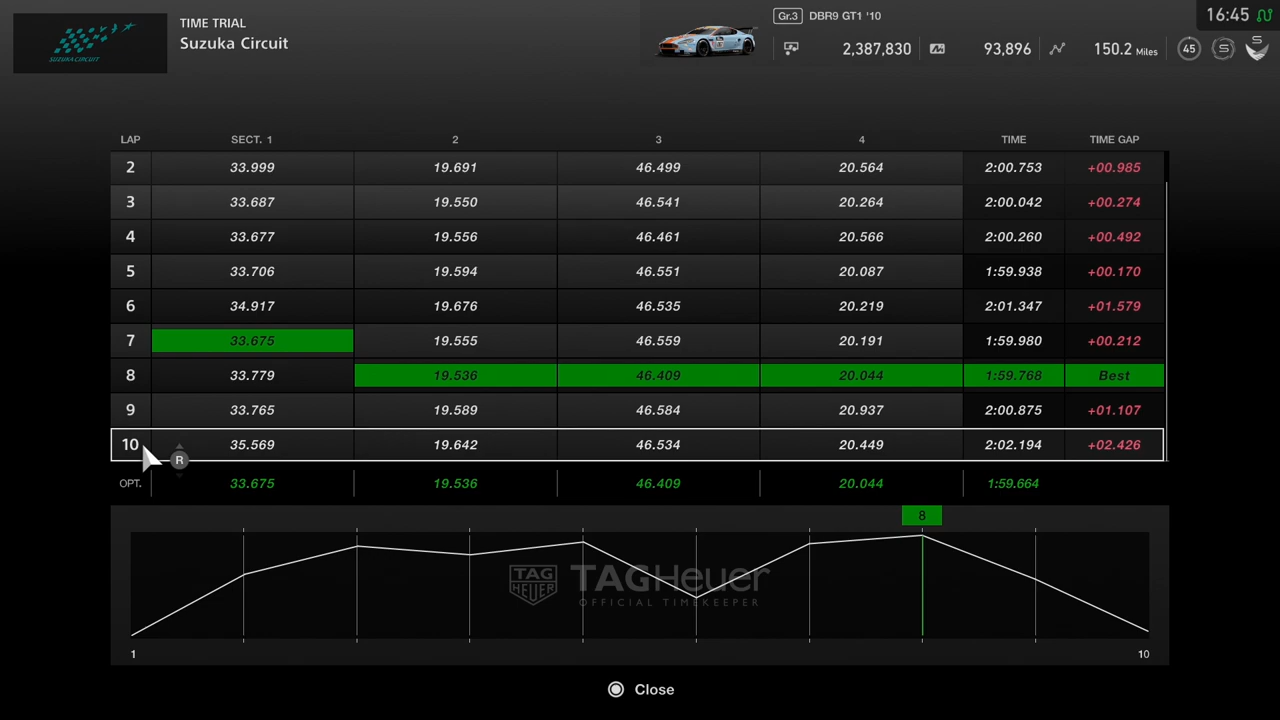 TIME TRIAL
Suzuka Circuit
SUZUKA CIRCUIT
Gr.3 DBR9 GT1 '10
2,387,830 93,896 150.2 Miles 45 S S
16:45
LAP SECT. 1 2 3 4 TIME TIME GAP
2 33.999 19.691 46.499 20.564 2:00.753 +00.985
3 33.687 19.550 46.541 20.264 2:00.042 +00.274
4 33.677 19.556 46.461 20.566 2:00.260 +00.492
5 33.706 19.594 46.551 20.087 1:59.938 +00.170
6 34.917 19.676 46.535 20.219 2:01.347 +01.579
7 33.675 19.555 46.559 20.191 1:59.980 +00.212
8 33.779 19.536 46.409 20.044 1:59.768 Best
9 33.765 19.589 46.584 20.937 2:00.875 +01.107
10 35.569 19.642 46.534 20.449 2:02.194 +02.426
R
OPT. 33.675 19.536 46.409 20.044 1:59.664
8
TAG HEUER TAGHeuer
OFFICIAL TIMEKEEPER
1 10
Close